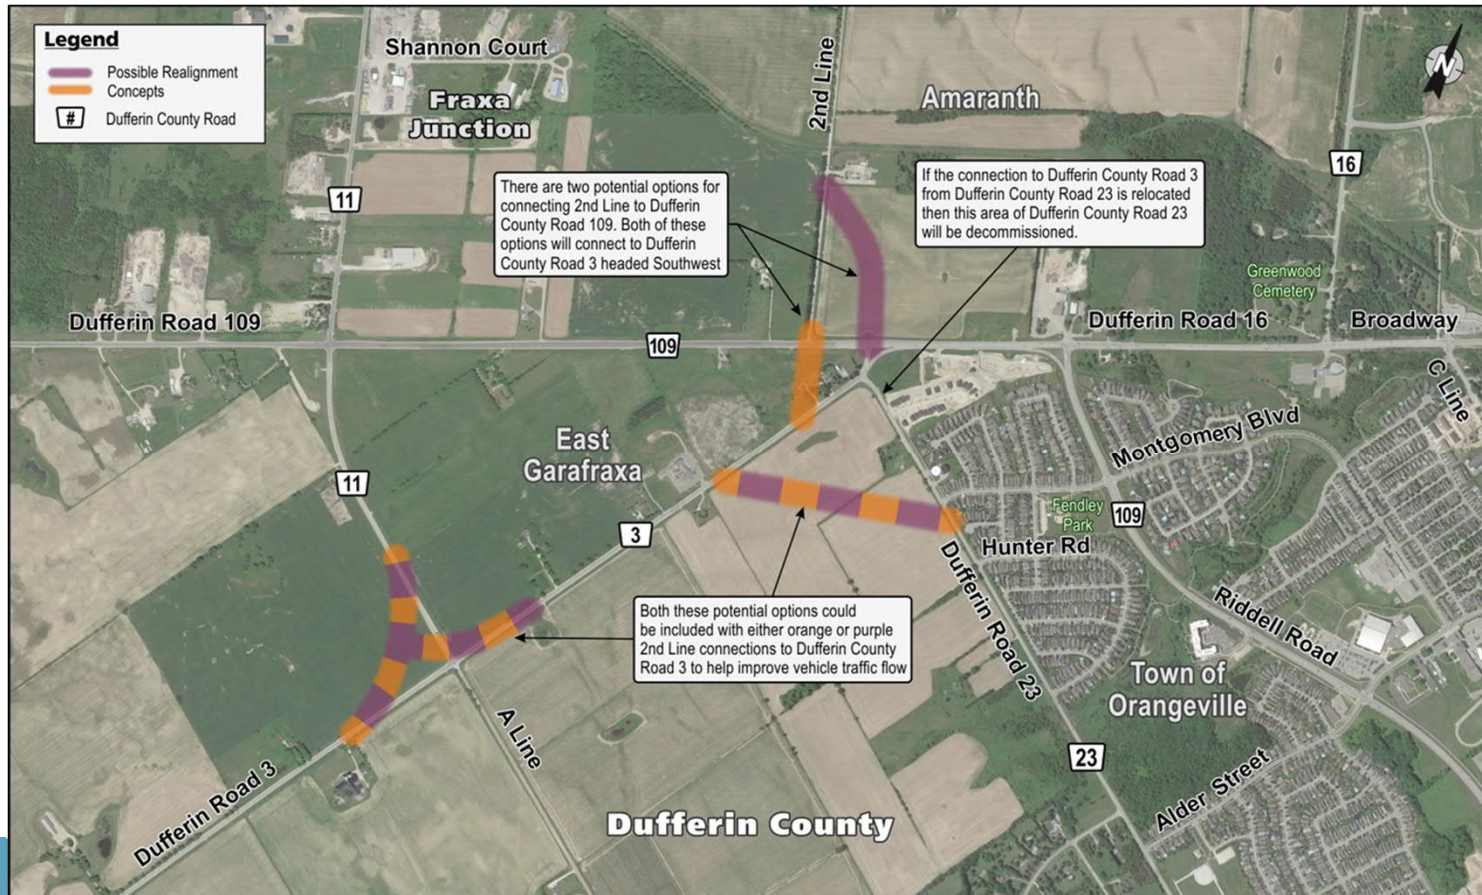 Legend
Possible Realignment
Concepts
# Dufferin County Road
Shannon Court
Fraxa
Junction
2nd Line
Amaranth
N
16
11
There are two potential options for
connecting 2nd Line to Dufferin
County Road 109. Both of these
options will connect to Dufferin
County Road 3 headed Southwest
If the connection to Dufferin County Road 3
from Dufferin County Road 23 is relocated
then this area of Dufferin County Road 23
will be decommissioned.
Greenwood
Cemetery
Dufferin Road 109
109
Dufferin Road 16
Broadway
C Line
Montgomery Blvd
East
Garafraxa
11
3
Fendley
Park
109
Hunter Rd
Dufferin Road 23
Riddell Road
Both these potential options could
be included with either orange or purple
2nd Line connections to Dufferin County
Road 3 to help improve vehicle traffic flow
Town of
Orangeville
A Line
23
Alder Street
Dufferin Road 3
Dufferin County